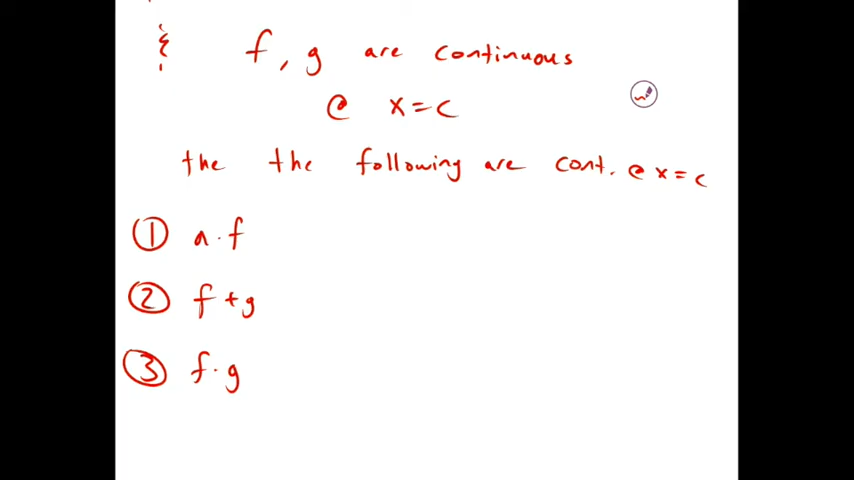 & f, g are continuous
@ x = c
the the following are cont. @ x = c
① a · f
② f + g
③ f · g